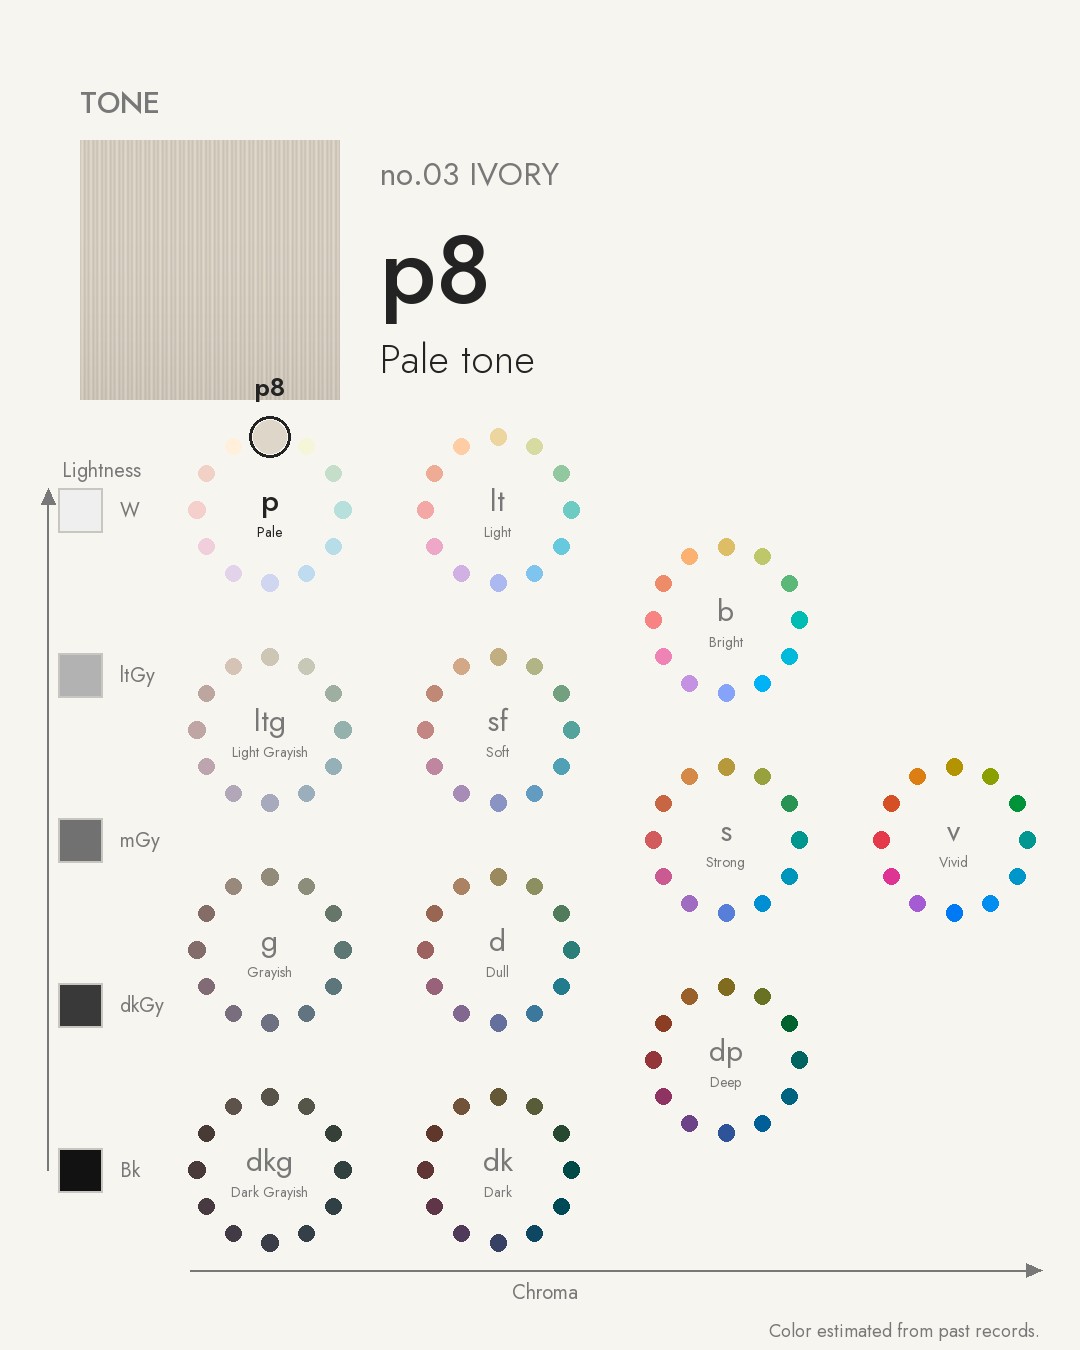 TONE
no.03 IVORY
p8
Pale tone
p8
Lightness
W
p
Pale
lt
Light
b
Bright
ltGy
ltg
Light Grayish
sf
Soft
mGy
s
Strong
v
Vivid
g
Grayish
d
Dull
dkGy
dp
Deep
Bk
dkg
Dark Grayish
dk
Dark
Chroma
Color estimated from past records.